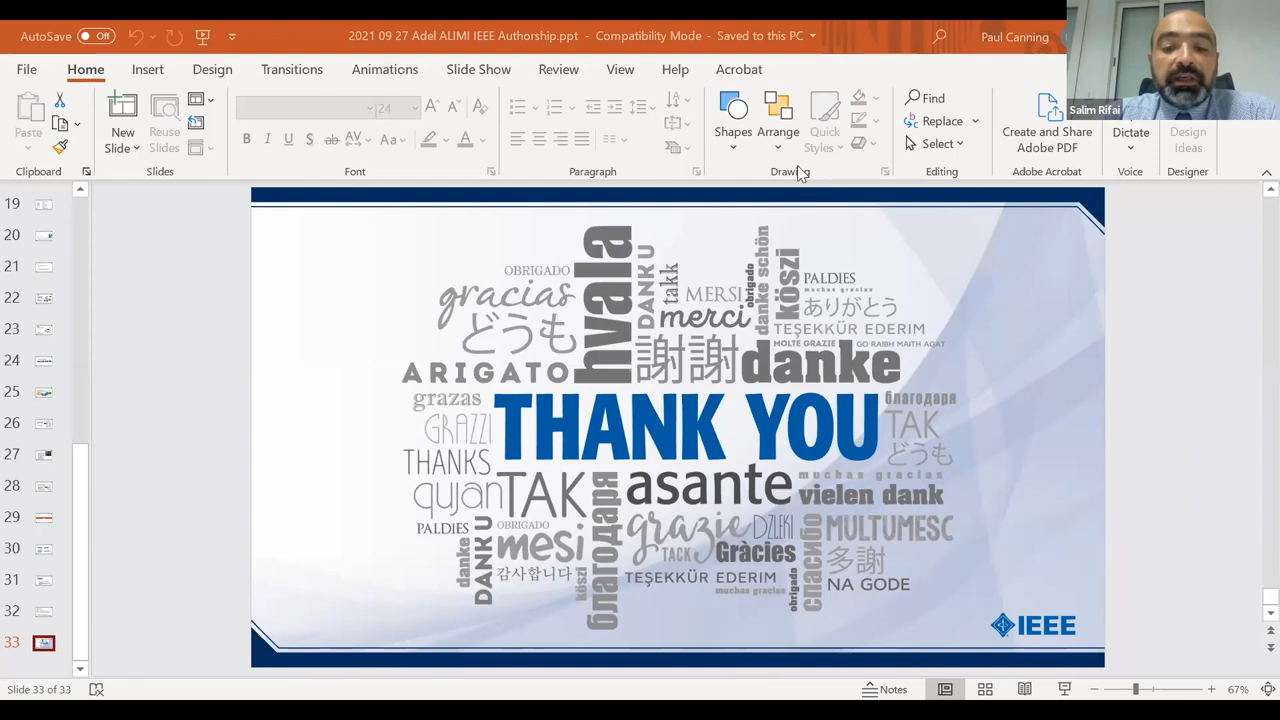 AutoSave Off
2021 09 27 Adel ALIMI IEEE Authorship.ppt - Compatibility Mode - Saved to this PC
Paul Canning
File Home Insert Design Transitions Animations Slide Show Review View Help Acrobat
Salim Rifai
Paste
New Slide
Reuse Slides
24
B I U S ab AV Aa A
Shapes
Arrange
Quick Styles
Find
Replace
Select
Create and Share Adobe PDF
Dictate
Design Ideas
Clipboard Slides Font Paragraph Drawing Editing Adobe Acrobat Voice Designer
19
20
21
22
23
24
25
26
27
28
29
30
31
32
33
OBRIGADO
gracias
どうも
ARIGATO
hvala
DANK U
takk
MERSI
merci
謝謝
obrigado
danke schön
köszi
PALDIES
muchas gracias
ありがとう
TEŞEKKÜR EDERIM
MOLTE GRAZIE
GO RAIBH MAITH AGAT
danke
grazas
GRAZZI
THANKS
THANK YOU
благодаря
TAK
どうも
qujan
TAK
asante
muchas gracias
vielen dank
PALDIES
OBRIGADO
danke
DANK U
mesi
감사합니다
köszi
благодаря
grazie
DZIEKI
TACK
Gràcies
TEŞEKKÜR EDERIM
muchas gracias
obrigado
спасибо
MULTUMESC
多謝
NA GODE
IEEE
Slide 33 of 33
Notes
67%